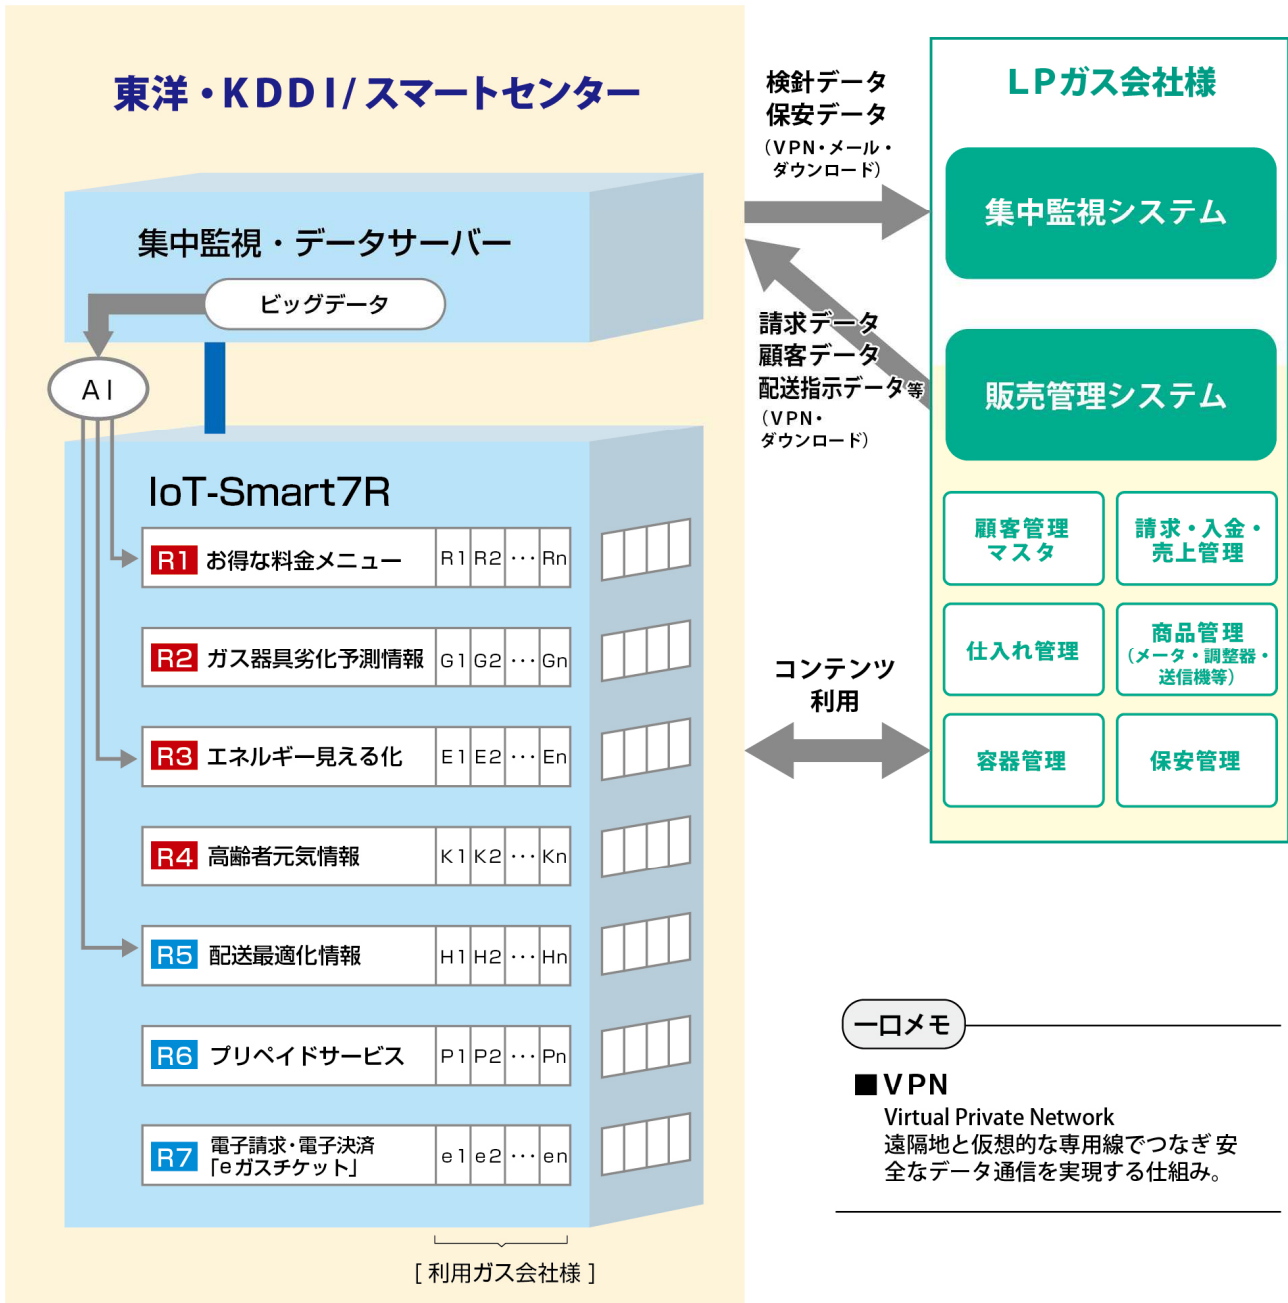 東洋・KDDI/スマートセンター
集中監視・データサーバー
ビッグデータ
AI
IoT-Smart7R
R1 お得な料金メニュー R1 R2 ・・・ Rn
R2 ガス器具劣化予測情報 G1 G2 ・・・ Gn
R3 エネルギー見える化 E1 E2 ・・・ En
R4 高齢者元気情報 K1 K2 ・・・ Kn
R5 配送最適化情報 H1 H2 ・・・ Hn
R6 プリペイドサービス P1 P2 ・・・ Pn
R7 電子請求・電子決済
「eガスチケット」 e1 e2 ・・・ en
[ 利用ガス会社様 ]
検針データ
保安データ
（VPN・メール・
ダウンロード）
請求データ
顧客データ
配送指示データ等
（VPN・
ダウンロード）
コンテンツ
利用
LPガス会社様
集中監視システム
販売管理システム
顧客管理
マスタ
請求・入金・
売上管理
仕入れ管理
商品管理
（メータ・調整器・
送信機等）
容器管理
保安管理
一口メモ
■VPN
Virtual Private Network
遠隔地と仮想的な専用線でつなぎ安
全なデータ通信を実現する仕組み。